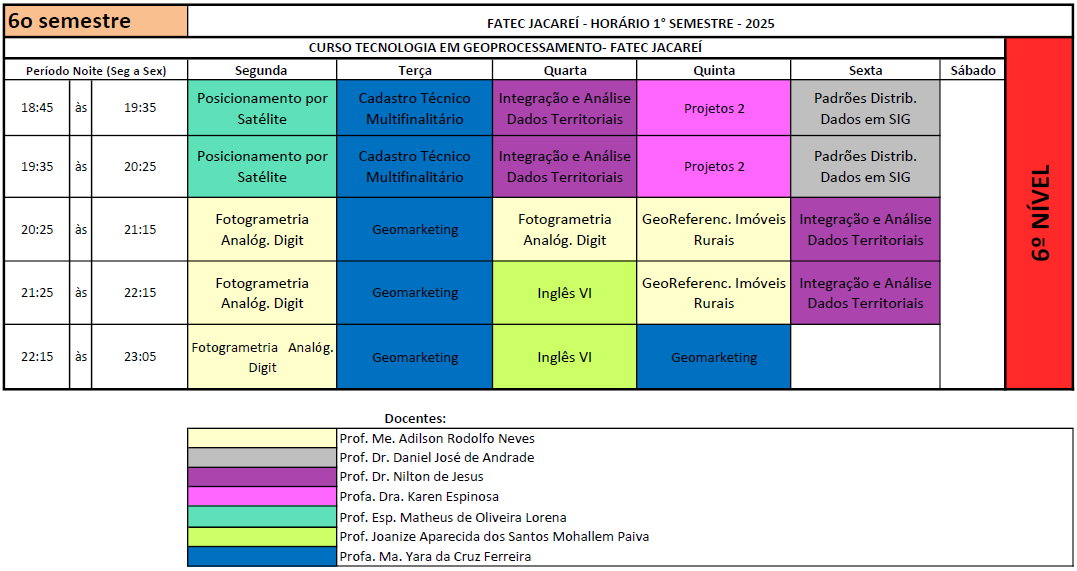 6o semestre
FATEC JACAREÍ - HORÁRIO 1° SEMESTRE - 2025
CURSO TECNOLOGIA EM GEOPROCESSAMENTO- FATEC JACAREÍ
Período Noite (Seg a Sex) Segunda Terça Quarta Quinta Sexta Sábado
18:45 às 19:35
Posicionamento por
Satélite
Cadastro Técnico
Multifinalitário
Integração e Análise
Dados Territoriais
Projetos 2
Padrões Distrib.
Dados em SIG
19:35 às 20:25
Posicionamento por
Satélite
Cadastro Técnico
Multifinalitário
Integração e Análise
Dados Territoriais
Projetos 2
Padrões Distrib.
Dados em SIG
20:25 às 21:15
Fotogrametria
Analóg. Digit
Geomarketing
Fotogrametria
Analóg. Digit
GeoReferenc. Imóveis
Rurais
Integração e Análise
Dados Territoriais
21:25 às 22:15
Fotogrametria
Analóg. Digit
Geomarketing
Inglês VI
GeoReferenc. Imóveis
Rurais
Integração e Análise
Dados Territoriais
22:15 às 23:05
Fotogrametria Analóg.
Digit
Geomarketing
Inglês VI
Geomarketing
6º NÍVEL
Docentes:
Prof. Me. Adilson Rodolfo Neves
Prof. Dr. Daniel José de Andrade
Prof. Dr. Nilton de Jesus
Profa. Dra. Karen Espinosa
Prof. Esp. Matheus de Oliveira Lorena
Prof. Joanize Aparecida dos Santos Mohallem Paiva
Profa. Ma. Yara da Cruz Ferreira